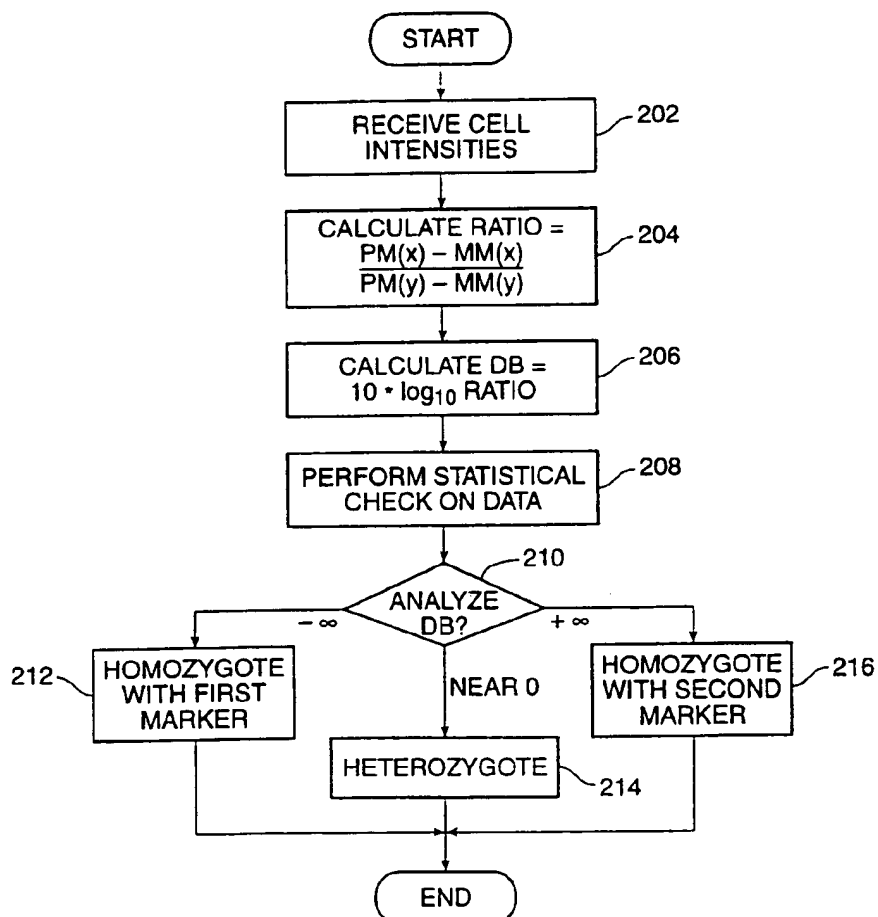 START
RECEIVE CELL
INTENSITIES
202
CALCULATE RATIO =
PM(x) – MM(x)
PM(y) – MM(y)
204
CALCULATE DB =
10 * log10 RATIO
206
PERFORM STATISTICAL
CHECK ON DATA
208
210
ANALYZE
DB?
– ∞
+ ∞
212
HOMOZYGOTE
WITH FIRST
MARKER
NEAR 0
HOMOZYGOTE
WITH SECOND
MARKER
216
HETEROZYGOTE
214
END